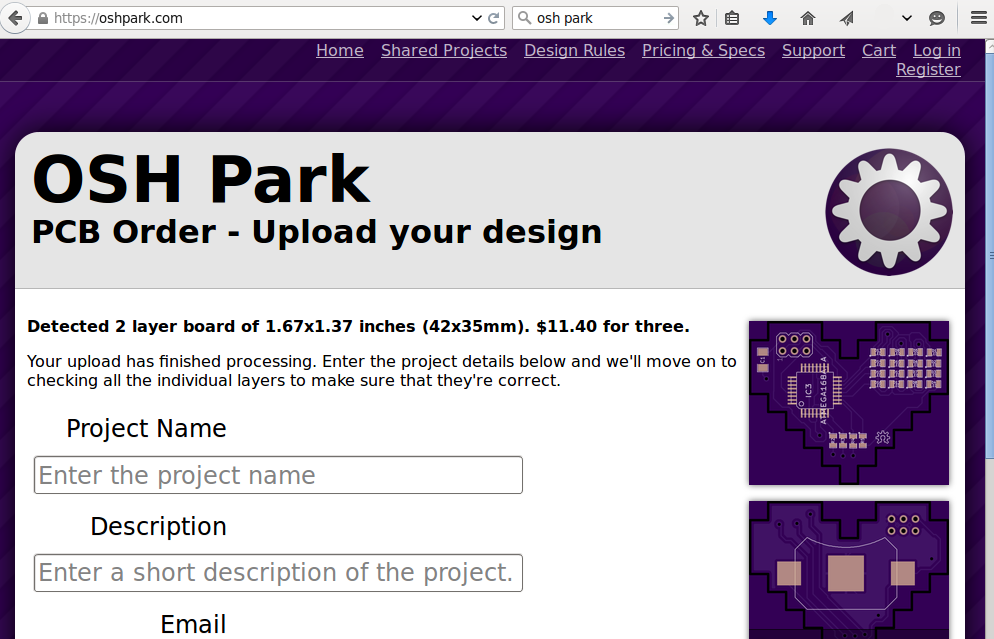 https://oshpark.com
osh park
Home Shared Projects Design Rules Pricing & Specs Support Cart Log in
Register
OSH Park
PCB Order - Upload your design
Detected 2 layer board of 1.67x1.37 inches (42x35mm). $11.40 for three.
Your upload has finished processing. Enter the project details below and we'll move on to
checking all the individual layers to make sure that they're correct.
Project Name
Enter the project name
Description
Enter a short description of the project.
Email
IC3